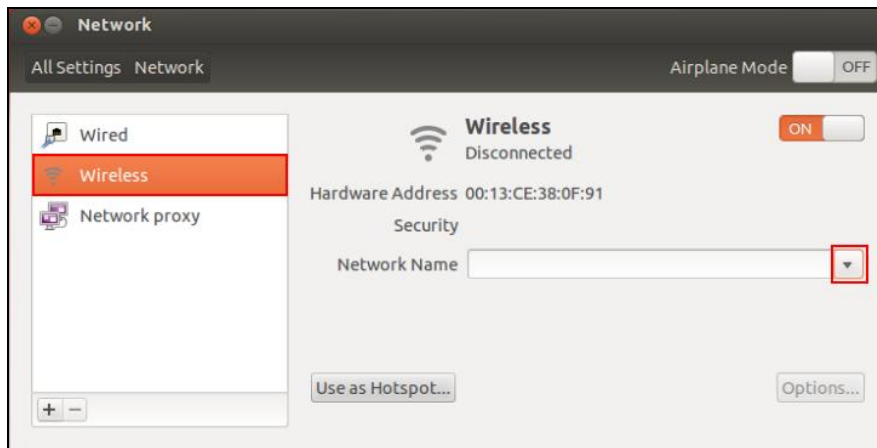 Network
All Settings Network
Airplane Mode OFF
Wired
Wireless
Network proxy
Wireless
ON
Disconnected
Hardware Address 00:13:CE:38:0F:91
Security
Network Name
Use as Hotspot...
Options...
+ −